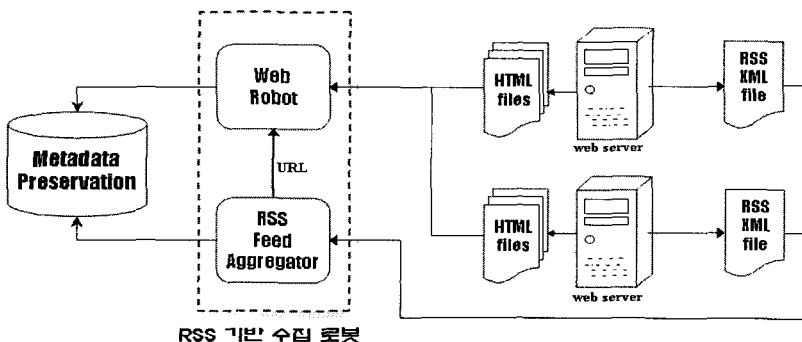 Web
Robot
HTML
files
web server
RSS
XML
file
Metadata
Preservation
URL
RSS
Feed
Aggregator
HTML
files
web server
RSS
XML
file
RSS 기반 수집 로봇